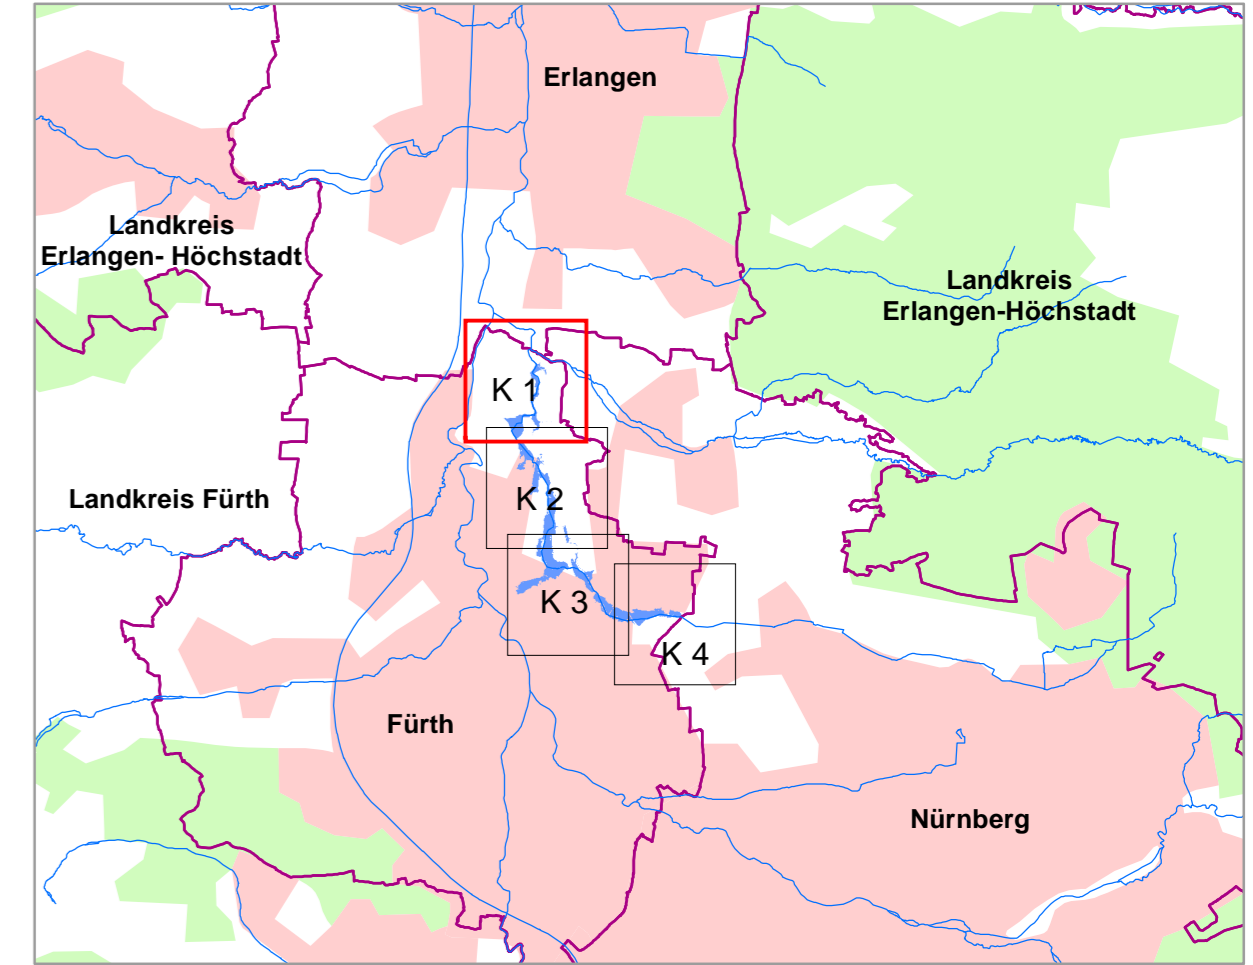 Erlangen
Landkreis
Erlangen- Höchstadt
Landkreis
Erlangen-Höchstadt
K 1
Landkreis Fürth
K 2
K 3
K 4
Fürth
Nürnberg